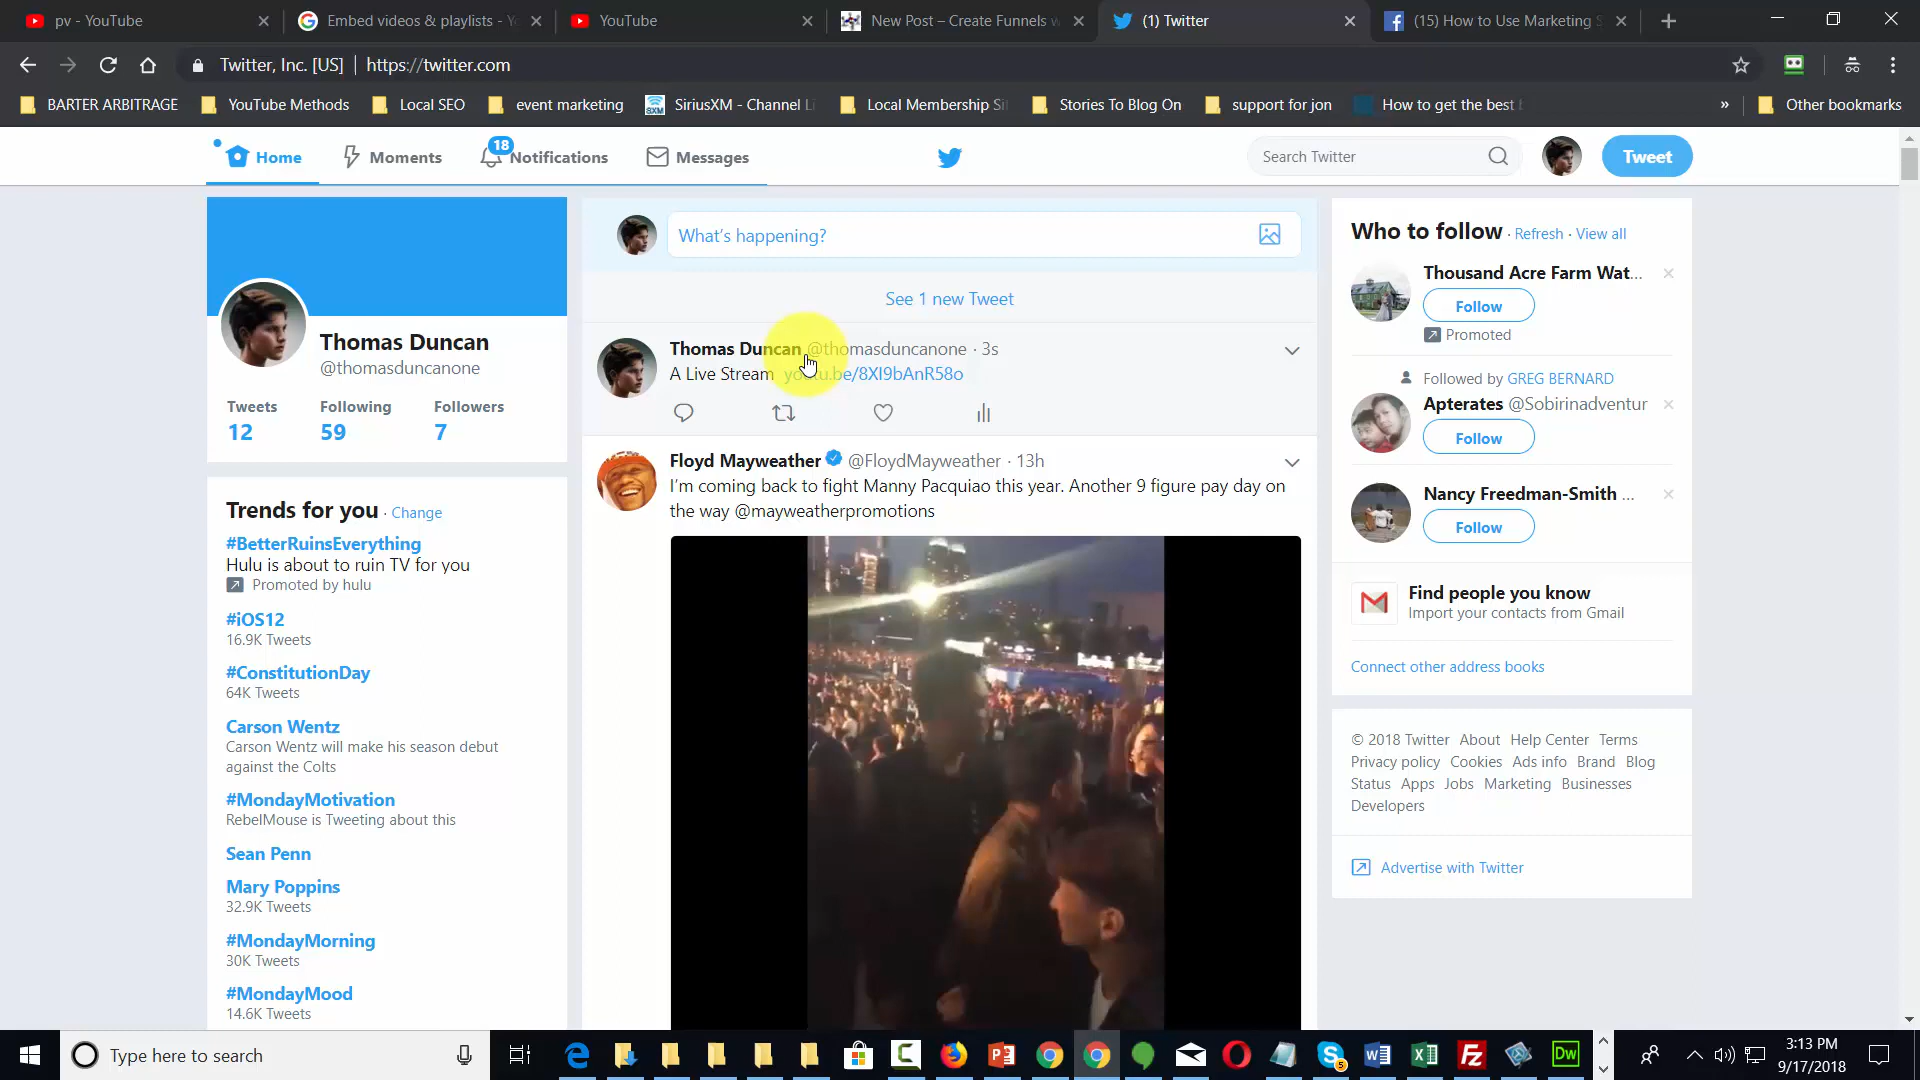 pv - YouTube
Embed videos & playlists - Y
YouTube
New Post – Create Funnels w
(1) Twitter
(15) How to Use Marketing S
Twitter, Inc. [US] | https://twitter.com
BARTER ARBITRAGE
YouTube Methods
Local SEO
event marketing
SiriusXM - Channel Li
Local Membership Si
Stories To Blog On
support for jon
How to get the best
»
Other bookmarks
Home
Moments
18
Notifications
Messages
Search Twitter
Tweet
Thomas Duncan
@thomasduncanone
Tweets Following Followers
12 59 7
Trends for you · Change
#BetterRuinsEverything
Hulu is about to ruin TV for you
Promoted by hulu
#iOS12
16.9K Tweets
#ConstitutionDay
64K Tweets
Carson Wentz
Carson Wentz will make his season debut
against the Colts
#MondayMotivation
RebelMouse is Tweeting about this
Sean Penn
Mary Poppins
32.9K Tweets
#MondayMorning
30K Tweets
#MondayMood
14.6K Tweets
What's happening?
See 1 new Tweet
Thomas Duncan @thomasduncanone · 3s
A Live Stream youtu.be/8XI9bAnR58o
Floyd Mayweather @FloydMayweather · 13h
I'm coming back to fight Manny Pacquiao this year. Another 9 figure pay day on
the way @mayweatherpromotions
Who to follow · Refresh · View all
Thousand Acre Farm Wat...
Follow
Promoted
Followed by GREG BERNARD
Apterates @Sobirinadventur
Follow
Nancy Freedman-Smith ...
Follow
Find people you know
Import your contacts from Gmail
Connect other address books
© 2018 Twitter About Help Center Terms
Privacy policy Cookies Ads info Brand Blog
Status Apps Jobs Marketing Businesses
Developers
Advertise with Twitter
Type here to search
5
Dw
3:13 PM
9/17/2018